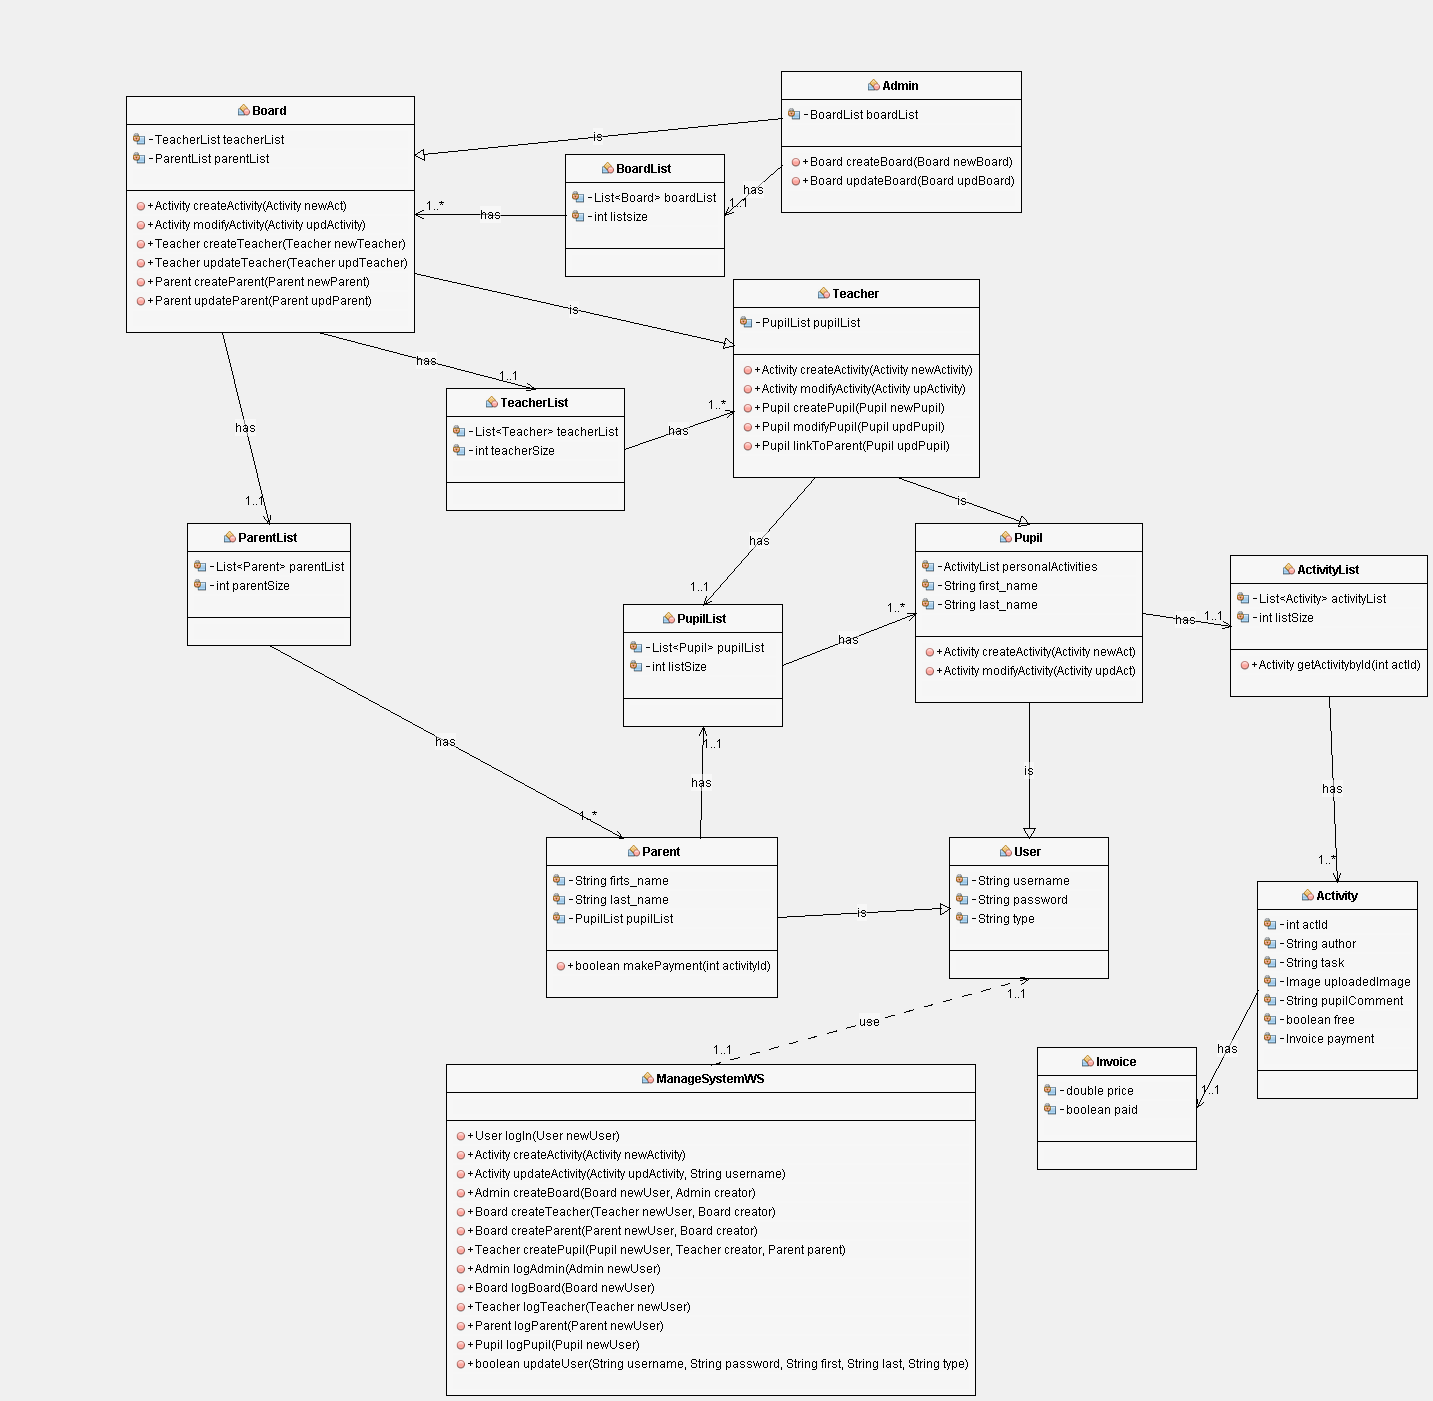 Board
- TeacherList teacherList
- ParentList parentList
+ Activity createActivity(Activity newAct)
+ Activity modifyActivity(Activity updActivity)
+ Teacher createTeacher(Teacher newTeacher)
+ Teacher updateTeacher(Teacher updTeacher)
+ Parent createParent(Parent newParent)
+ Parent updateParent(Parent updParent)
Admin
- BoardList boardList
+ Board createBoard(Board newBoard)
+ Board updateBoard(Board updBoard)
is
BoardList
- List<Board> boardList
- int listsize
has
1..1
1..*
has
is
Teacher
- PupilList pupilList
+ Activity createActivity(Activity newActivity)
+ Activity modifyActivity(Activity upActivity)
+ Pupil createPupil(Pupil newPupil)
+ Pupil modifyPupil(Pupil updPupil)
+ Pupil linkToParent(Pupil updPupil)
has
1..1
TeacherList
- List<Teacher> teacherList
- int teacherSize
has
1..*
has
1..1
ParentList
- List<Parent> parentList
- int parentSize
is
has
1..1
Pupil
- ActivityList personalActivities
- String first_name
- String last_name
+ Activity createActivity(Activity newAct)
+ Activity modifyActivity(Activity updAct)
ActivityList
- List<Activity> activityList
- int listSize
+ Activity getActivitybyId(int actId)
has
1..1
PupilList
- List<Pupil> pupilList
- int listSize
has
1..*
has
1..*
has
1..1
is
has
1..*
Parent
- String firts_name
- String last_name
- PupilList pupilList
+ boolean makePayment(int activityId)
is
User
- String username
- String password
- String type
Activity
- int actId
- String author
- String task
- Image uploadedImage
- String pupilComment
- boolean free
- Invoice payment
1..1
use
1..1
has
1..1
Invoice
- double price
- boolean paid
ManageSystemWS
+ User logIn(User newUser)
+ Activity createActivity(Activity newActivity)
+ Activity updateActivity(Activity updActivity, String username)
+ Admin createBoard(Board newUser, Admin creator)
+ Board createTeacher(Teacher newUser, Board creator)
+ Board createParent(Parent newUser, Board creator)
+ Teacher createPupil(Pupil newUser, Teacher creator, Parent parent)
+ Admin logAdmin(Admin newUser)
+ Board logBoard(Board newUser)
+ Teacher logTeacher(Teacher newUser)
+ Parent logParent(Parent newUser)
+ Pupil logPupil(Pupil newUser)
+ boolean updateUser(String username, String password, String first, String last, String type)